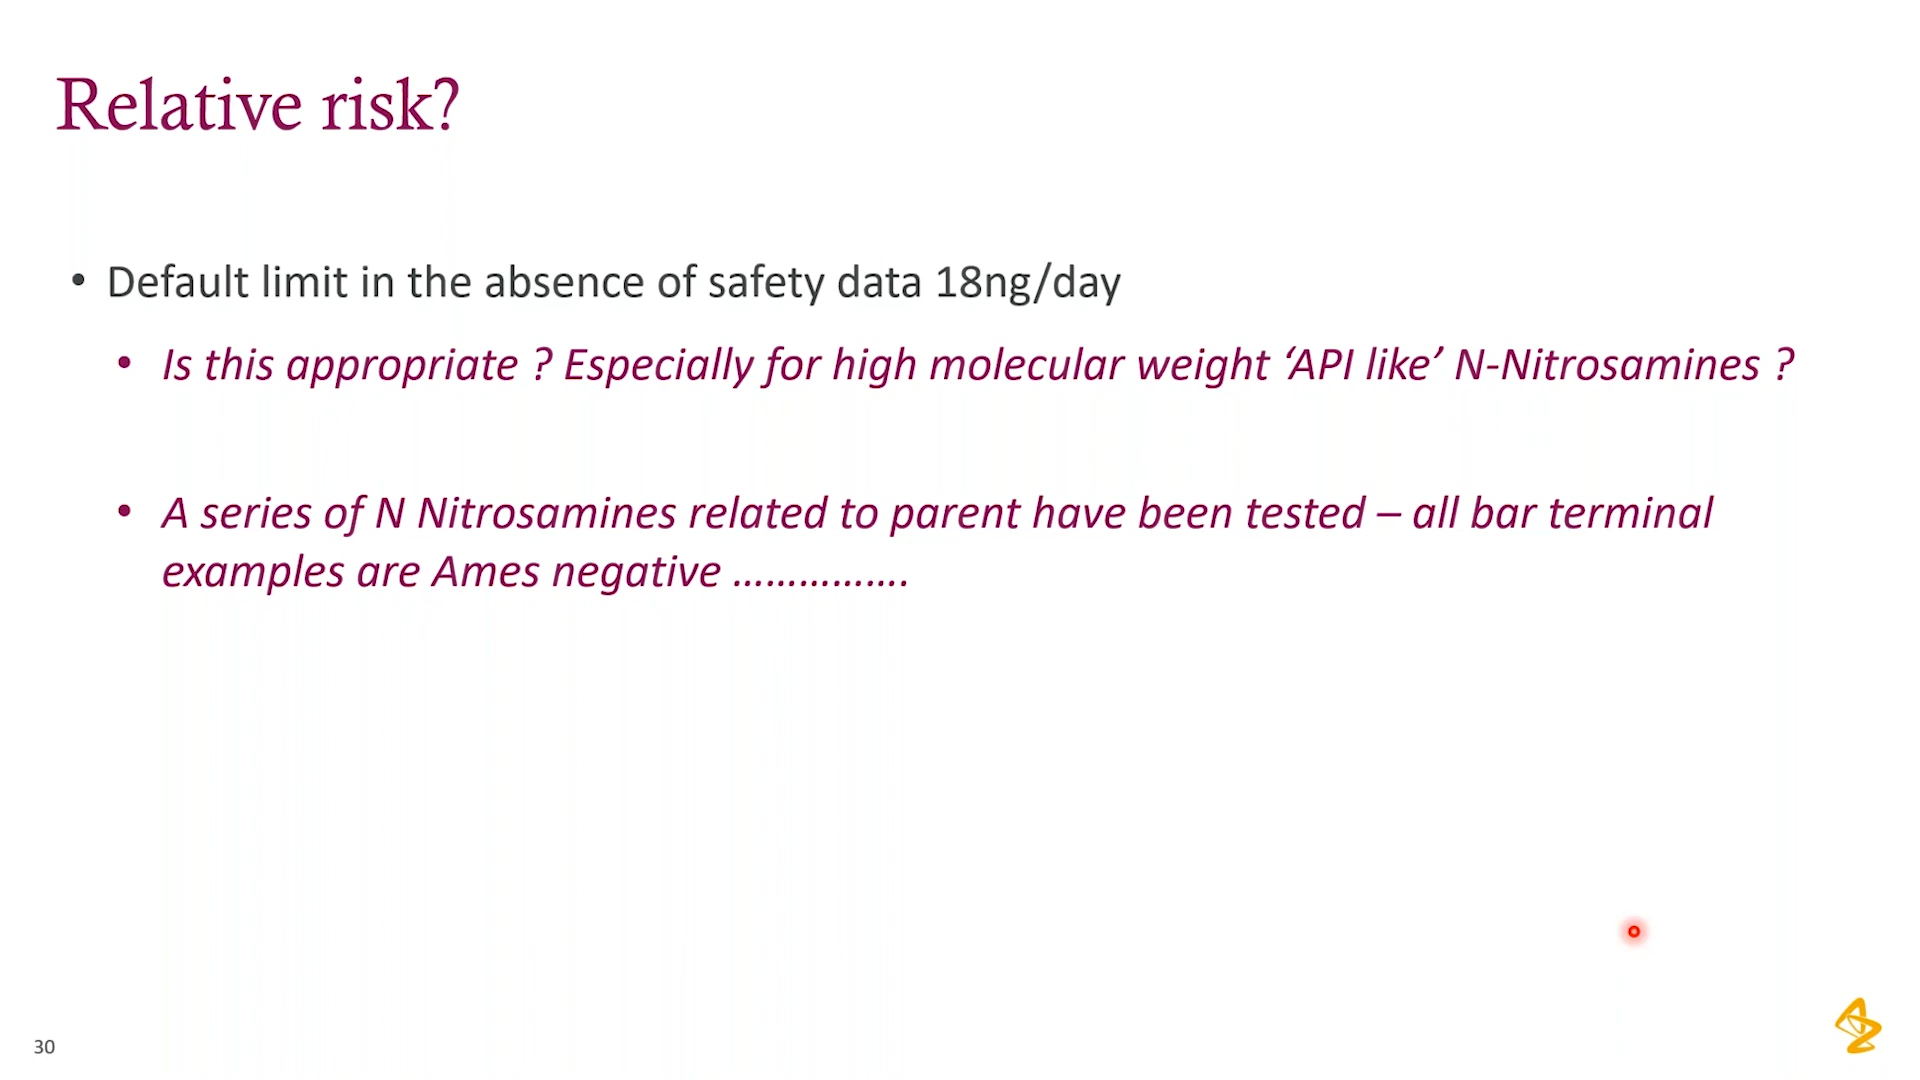 Relative risk?
• Default limit in the absence of safety data 18ng/day
• Is this appropriate ? Especially for high molecular weight ‘API like’ N-Nitrosamines ?
• A series of N Nitrosamines related to parent have been tested – all bar terminal
examples are Ames negative …………….
30